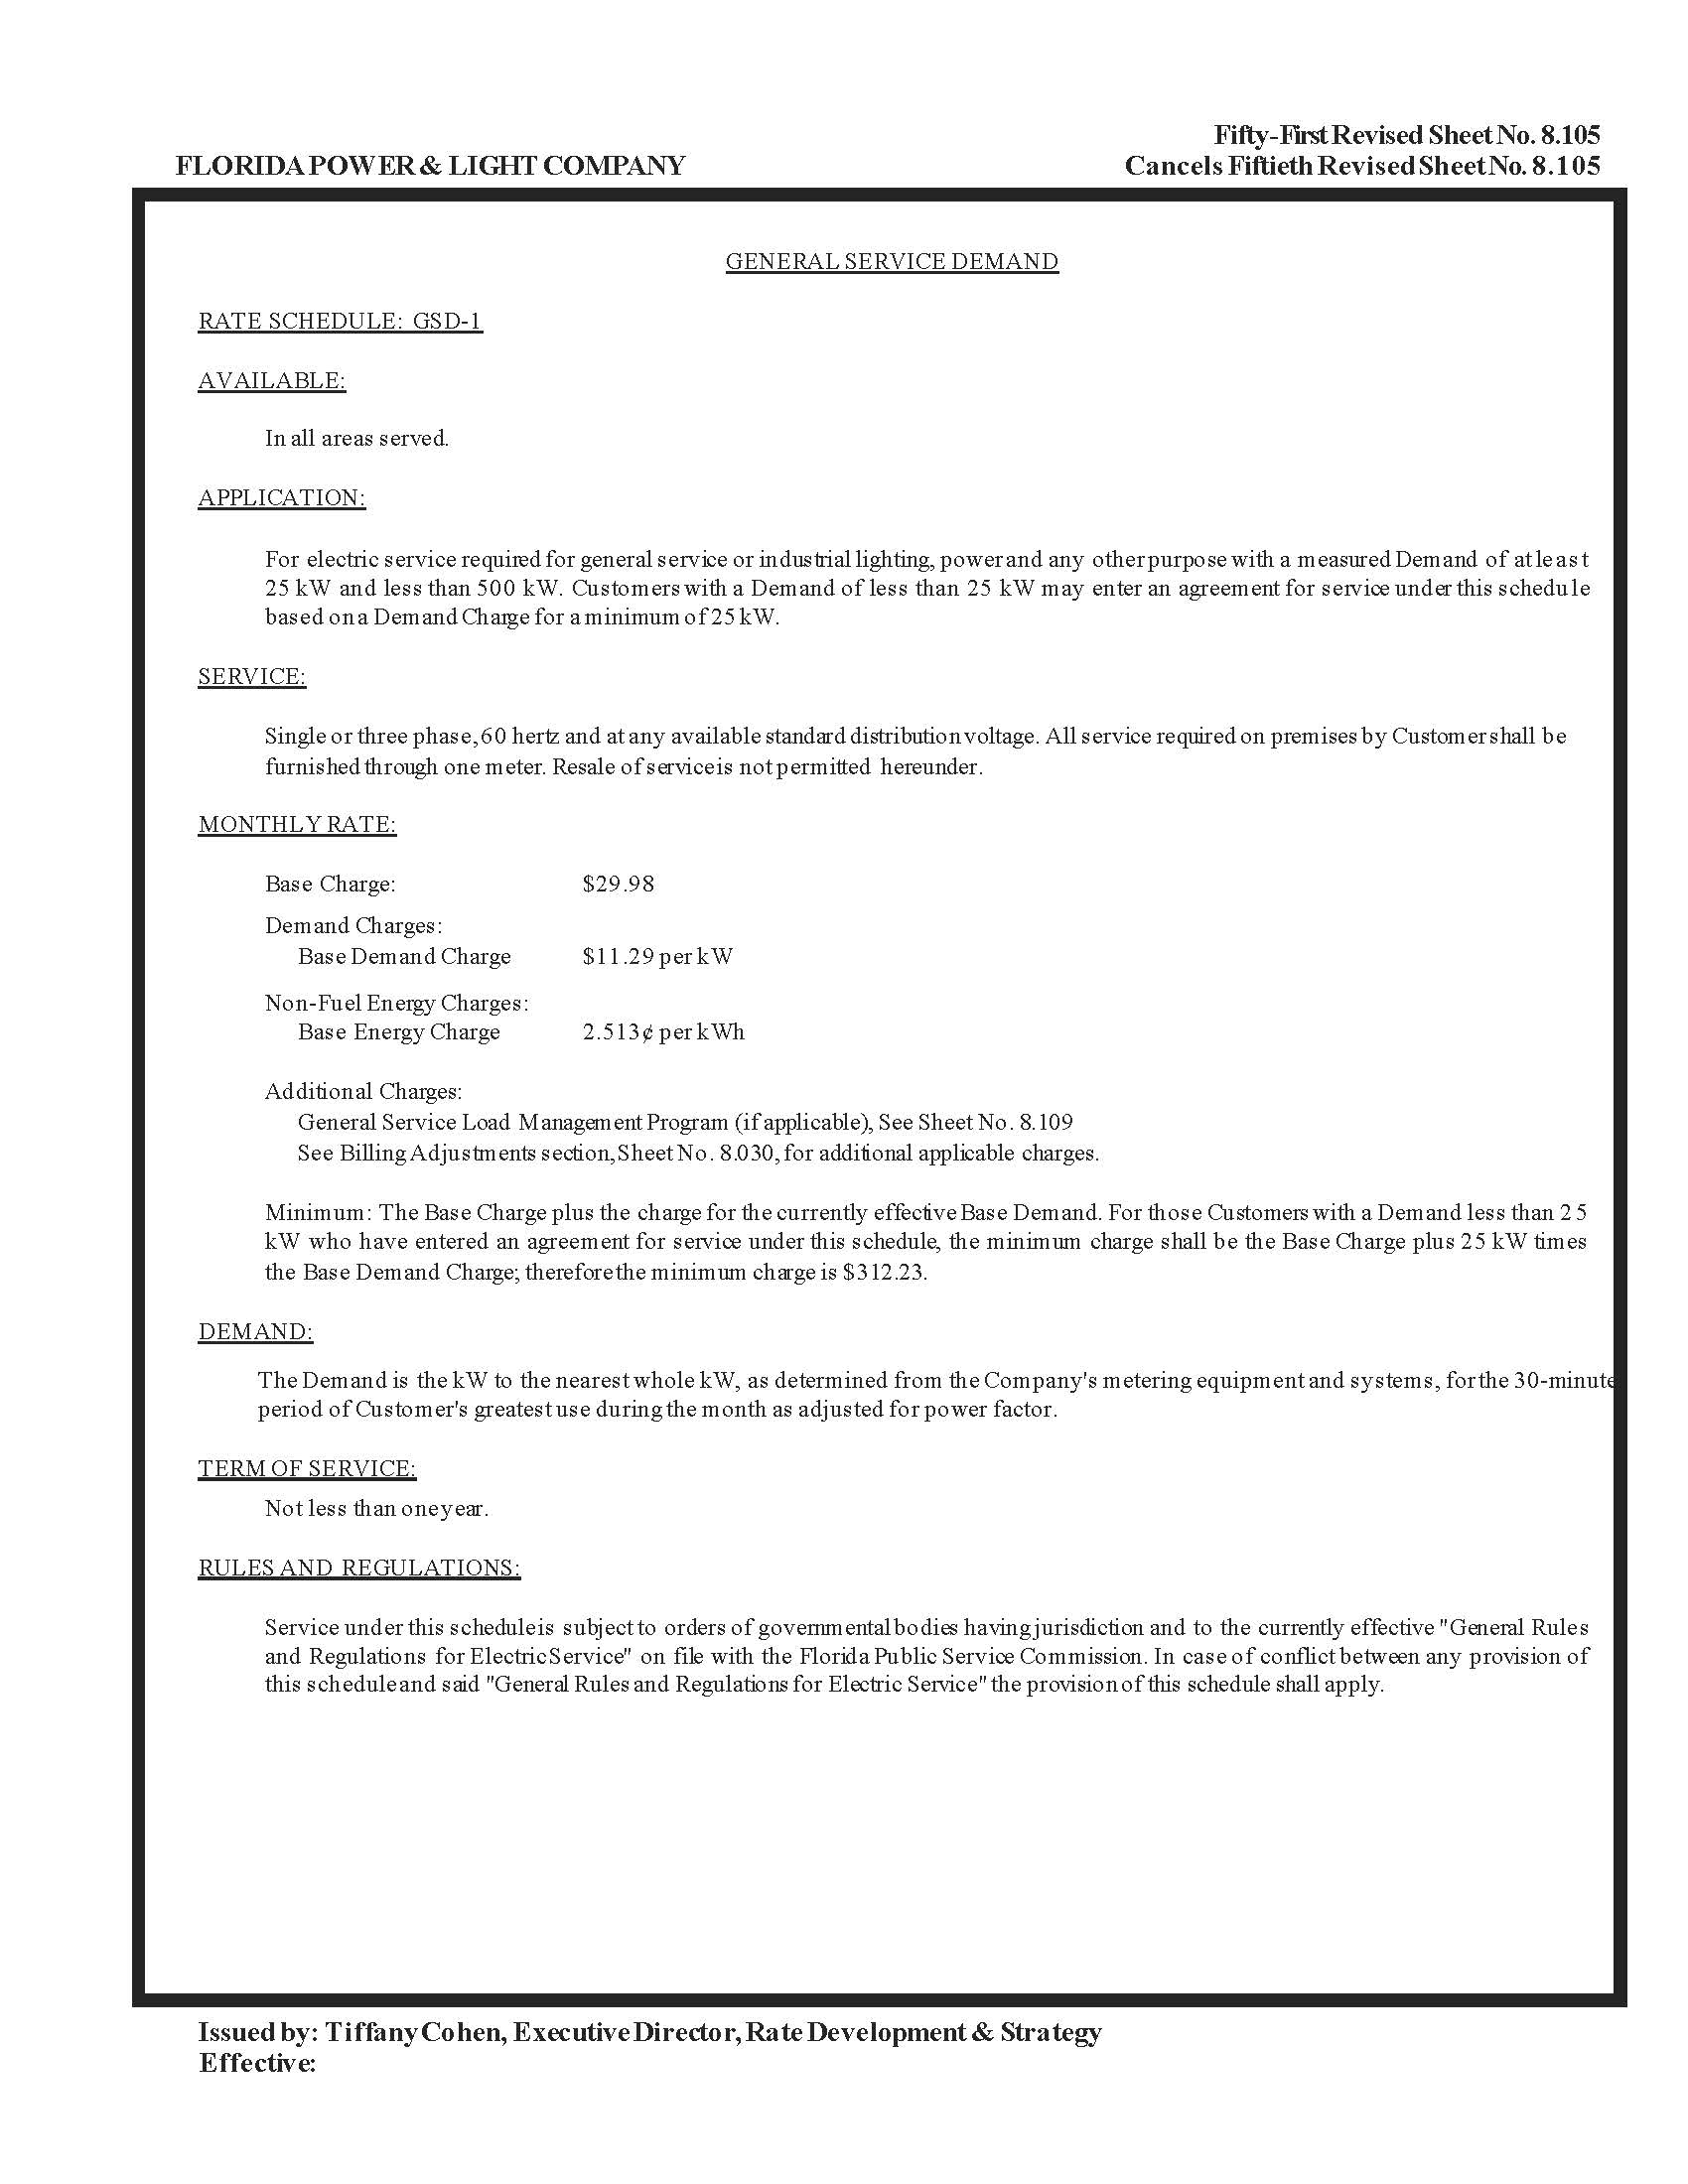 Fifty-First Revised Sheet No. 8.105
FLORIDA POWER & LIGHT COMPANY
Cancels Fiftieth Revised Sheet No. 8.105
GENERAL SERVICE DEMAND
RATE SCHEDULE: GSD-1
AVAILABLE:
In all areas served.
APPLICATION:
For electric service required for general service or industrial lighting, power and any other purpose with a measured Demand of at least
25 kW and less than 500 kW. Customers with a Demand of less than 25 kW may enter an agreement for service under this schedule
based on a Demand Charge for a minimum of 25 kW.
SERVICE:
Single or three phase, 60 hertz and at any available standard distribution voltage. All service required on premises by Customer shall be
furnished through one meter. Resale of service is not permitted hereunder.
MONTHLY RATE:
Base Charge: $29.98
Demand Charges:
Base Demand Charge $11.29 per kW
Non-Fuel Energy Charges:
Base Energy Charge 2.513¢ per kWh
Additional Charges:
General Service Load Management Program (if applicable), See Sheet No. 8.109
See Billing Adjustments section, Sheet No. 8.030, for additional applicable charges.
Minimum: The Base Charge plus the charge for the currently effective Base Demand. For those Customers with a Demand less than 25
kW who have entered an agreement for service under this schedule, the minimum charge shall be the Base Charge plus 25 kW times
the Base Demand Charge; therefore the minimum charge is $312.23.
DEMAND:
The Demand is the kW to the nearest whole kW, as determined from the Company's metering equipment and systems, for the 30-minute
period of Customer's greatest use during the month as adjusted for power factor.
TERM OF SERVICE:
Not less than one year.
RULES AND REGULATIONS:
Service under this schedule is subject to orders of governmental bodies having jurisdiction and to the currently effective "General Rules
and Regulations for Electric Service" on file with the Florida Public Service Commission. In case of conflict between any provision of
this schedule and said "General Rules and Regulations for Electric Service" the provision of this schedule shall apply.
Issued by: Tiffany Cohen, Executive Director, Rate Development & Strategy
Effective: